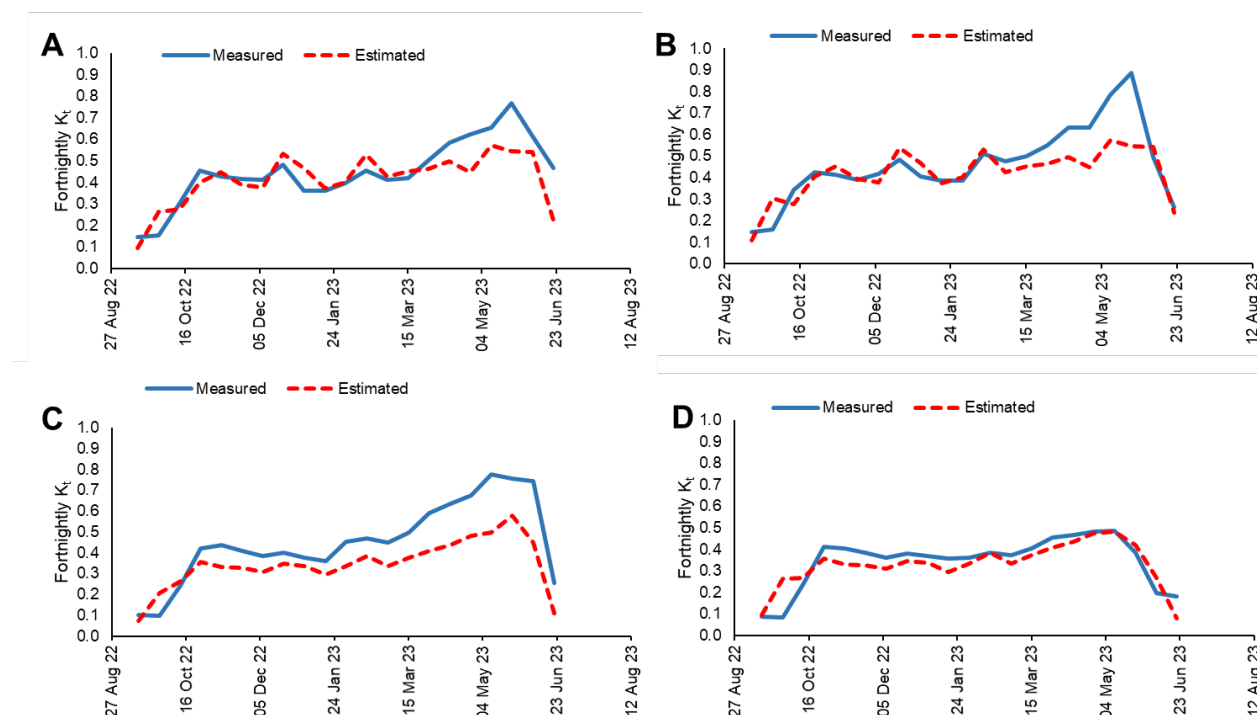 A
Measured Estimated
Fortnightly Kt
1.0
0.9
0.8
0.7
0.6
0.5
0.4
0.3
0.2
0.1
0.0
27 Aug 22
16 Oct 22
05 Dec 22
24 Jan 23
15 Mar 23
04 May 23
23 Jun 23
12 Aug 23
B
Measured Estimated
Fortnightly Kt
1.0
0.9
0.8
0.7
0.6
0.5
0.4
0.3
0.2
0.1
0.0
27 Aug 22
16 Oct 22
05 Dec 22
24 Jan 23
15 Mar 23
04 May 23
23 Jun 23
12 Aug 23
C
Measured Estimated
Fortnightly Kt
1.0
0.9
0.8
0.7
0.6
0.5
0.4
0.3
0.2
0.1
0.0
27 Aug 22
16 Oct 22
05 Dec 22
24 Jan 23
15 Mar 23
04 May 23
23 Jun 23
12 Aug 23
D
Measured Estimated
Fortnightly Kt
1.0
0.9
0.8
0.7
0.6
0.5
0.4
0.3
0.2
0.1
0.0
27 Aug 22
16 Oct 22
05 Dec 22
24 Jan 23
15 Mar 23
04 May 23
23 Jun 23
12 Aug 23